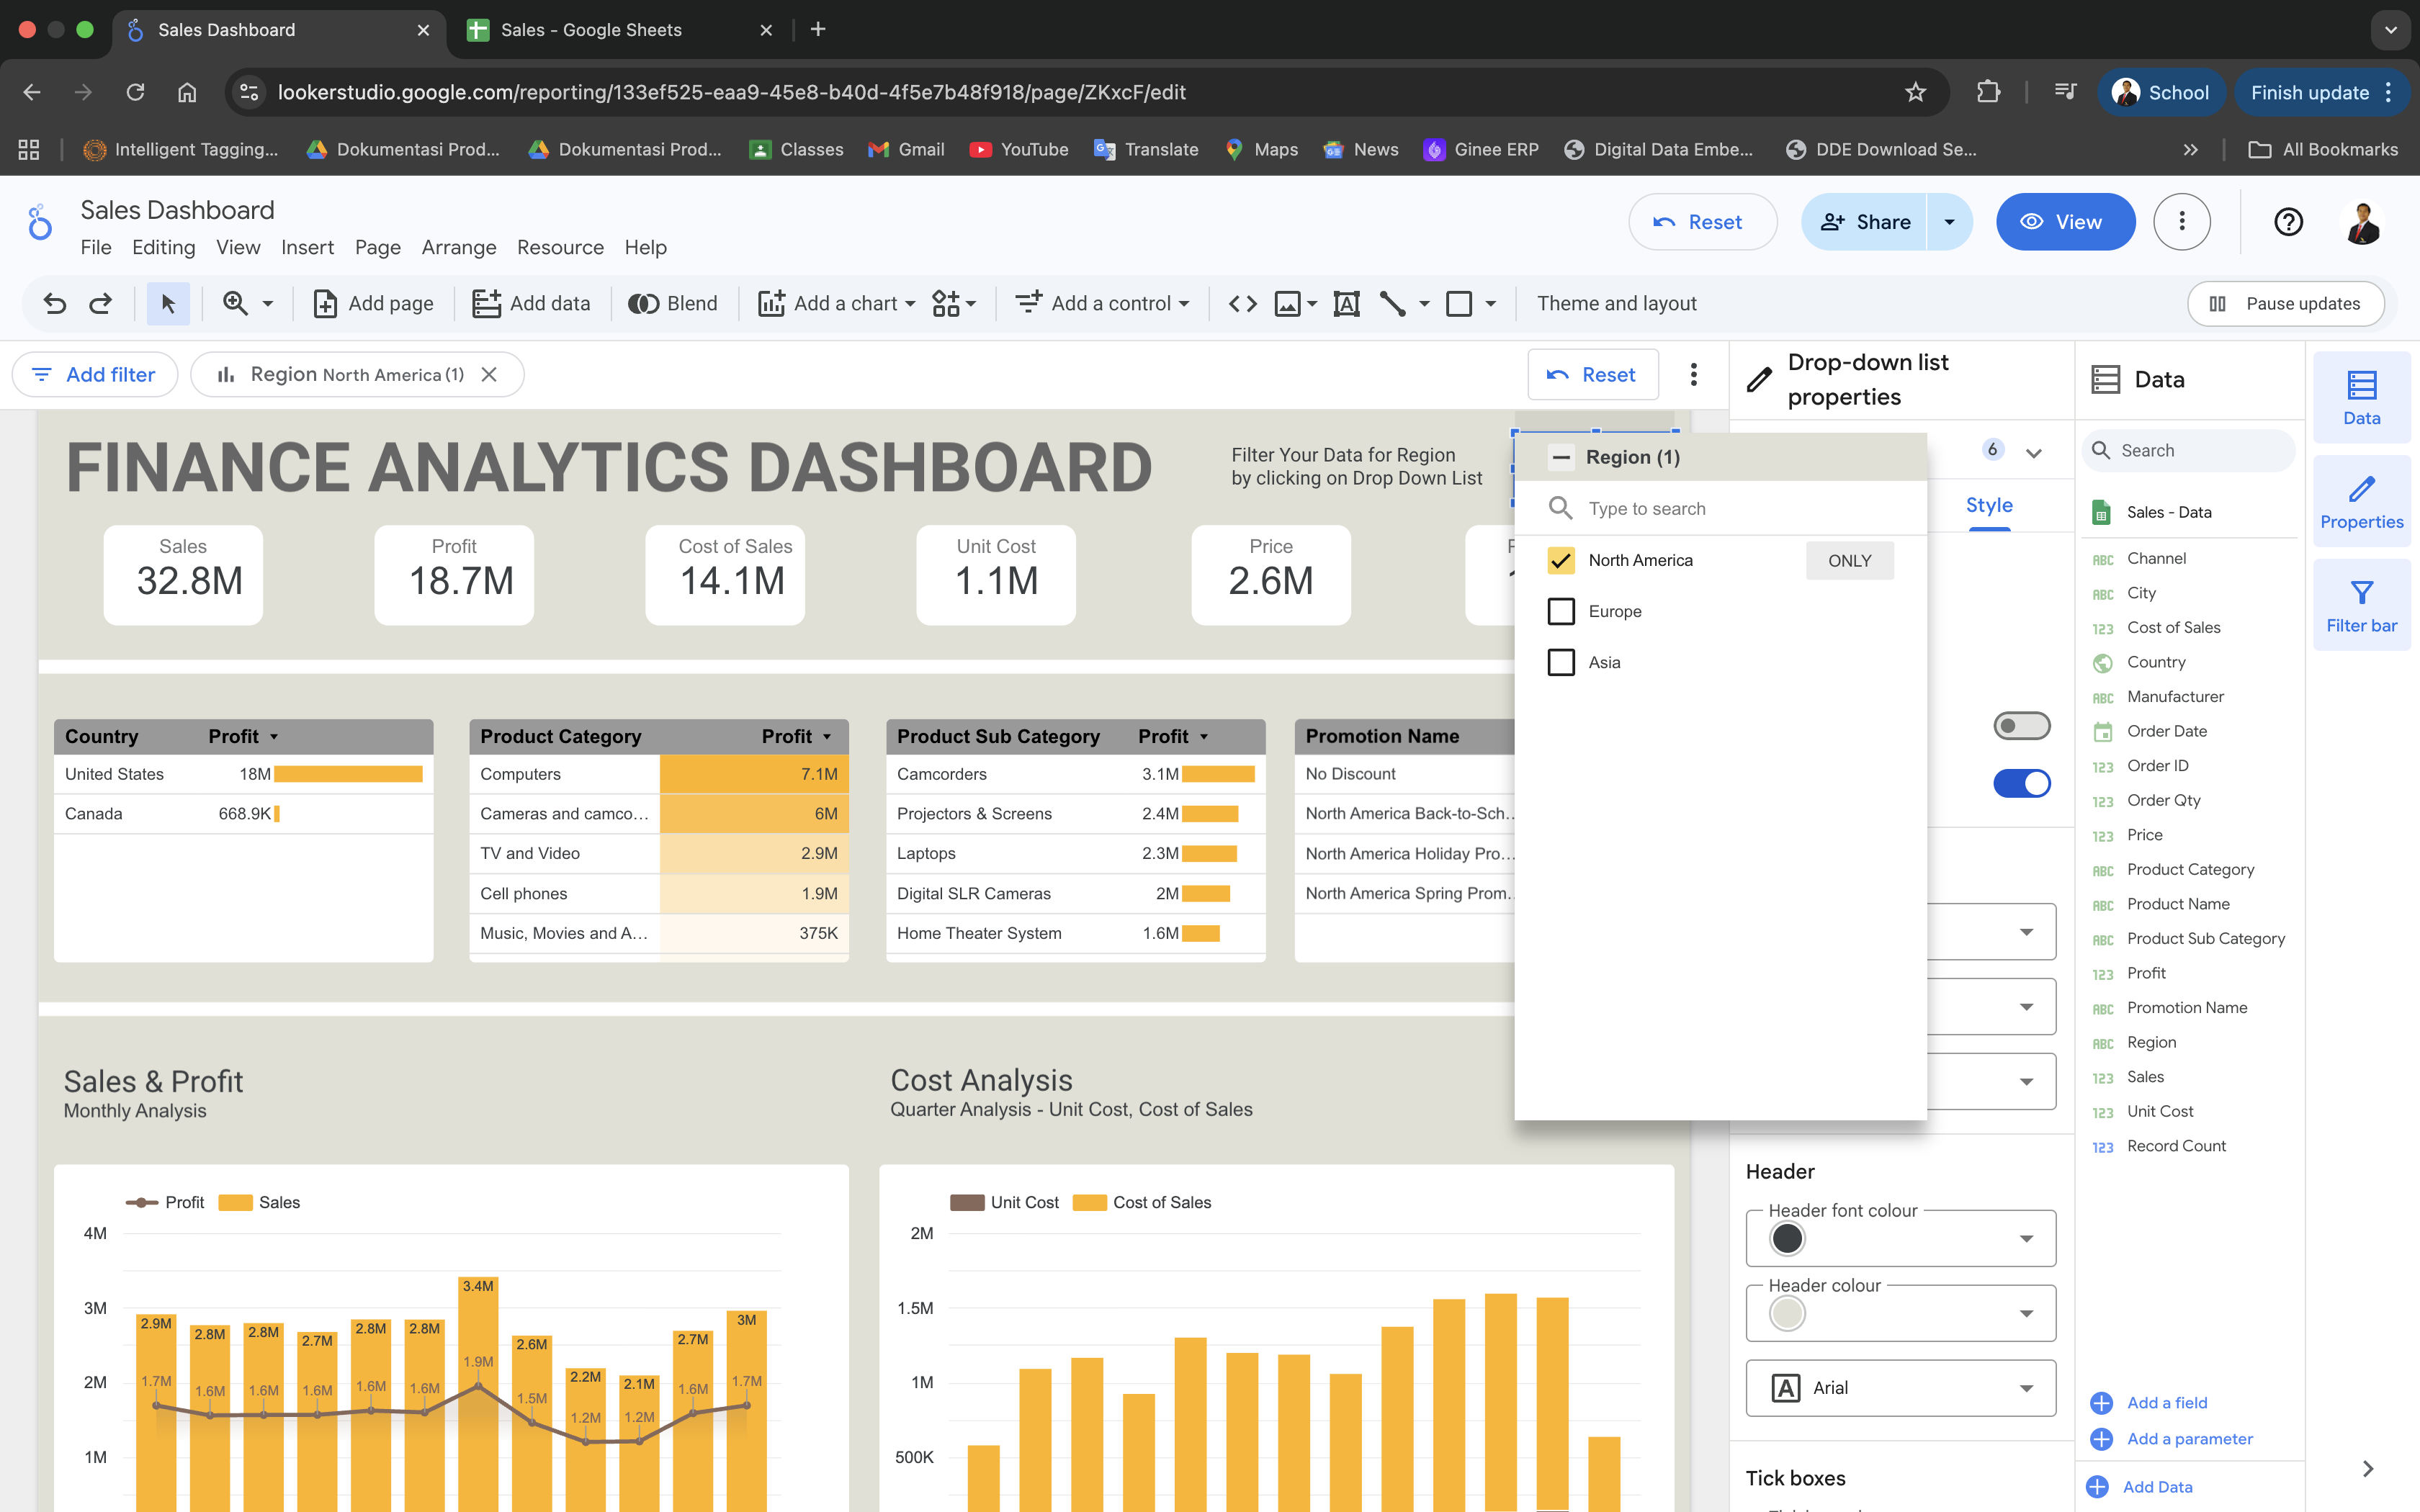 Sales Dashboard
Sales - Google Sheets
lookerstudio.google.com/reporting/133ef525-eaa9-45e8-b40d-4f5e7b48f918/page/ZKxcF/edit
School
Finish update
Intelligent Tagging...
Dokumentasi Prod...
Dokumentasi Prod...
Classes
Gmail
YouTube
Translate
Maps
News
Ginee ERP
Digital Data Embe...
DDE Download Se...
All Bookmarks
Sales Dashboard
File Editing View Insert Page Arrange Resource Help
Reset
Share
View
Add page
Add data
Blend
Add a chart
Add a control
Theme and layout
Pause updates
Add filter
Region North America (1)
Reset
FINANCE ANALYTICS DASHBOARD
Filter Your Data for Region
by clicking on Drop Down List
Sales
32.8M
Profit
18.7M
Cost of Sales
14.1M
Unit Cost
1.1M
Price
2.6M
Region (1)
Type to search
North America
ONLY
Europe
Asia
Country Profit
United States 18M
Canada 668.9K
Product Category Profit
Computers 7.1M
Cameras and camco... 6M
TV and Video 2.9M
Cell phones 1.9M
Music, Movies and A... 375K
Product Sub Category Profit
Camcorders 3.1M
Projectors & Screens 2.4M
Laptops 2.3M
Digital SLR Cameras 2M
Home Theater System 1.6M
Promotion Name
No Discount
North America Back-to-Sch...
North America Holiday Pro...
North America Spring Prom...
Sales & Profit
Monthly Analysis
Profit Sales
4M
3M
2M
1M
2.9M 2.8M 2.8M 2.7M 2.8M 2.8M 3.4M 2.6M 2.2M 2.1M 2.7M 3M
1.7M 1.6M 1.6M 1.6M 1.6M 1.6M 1.9M 1.5M 1.2M 1.2M 1.6M 1.7M
Cost Analysis
Quarter Analysis - Unit Cost, Cost of Sales
Unit Cost Cost of Sales
2M
1.5M
1M
500K
Drop-down list
properties
6
Style
Header
Header font colour
Header colour
A Arial
Tick boxes
Data
Search
Sales - Data
ABC Channel
ABC City
123 Cost of Sales
Country
ABC Manufacturer
Order Date
123 Order ID
123 Order Qty
123 Price
ABC Product Category
ABC Product Name
ABC Product Sub Category
123 Profit
ABC Promotion Name
ABC Region
123 Sales
123 Unit Cost
123 Record Count
Add a field
Add a parameter
Add Data
Data
Properties
Filter bar